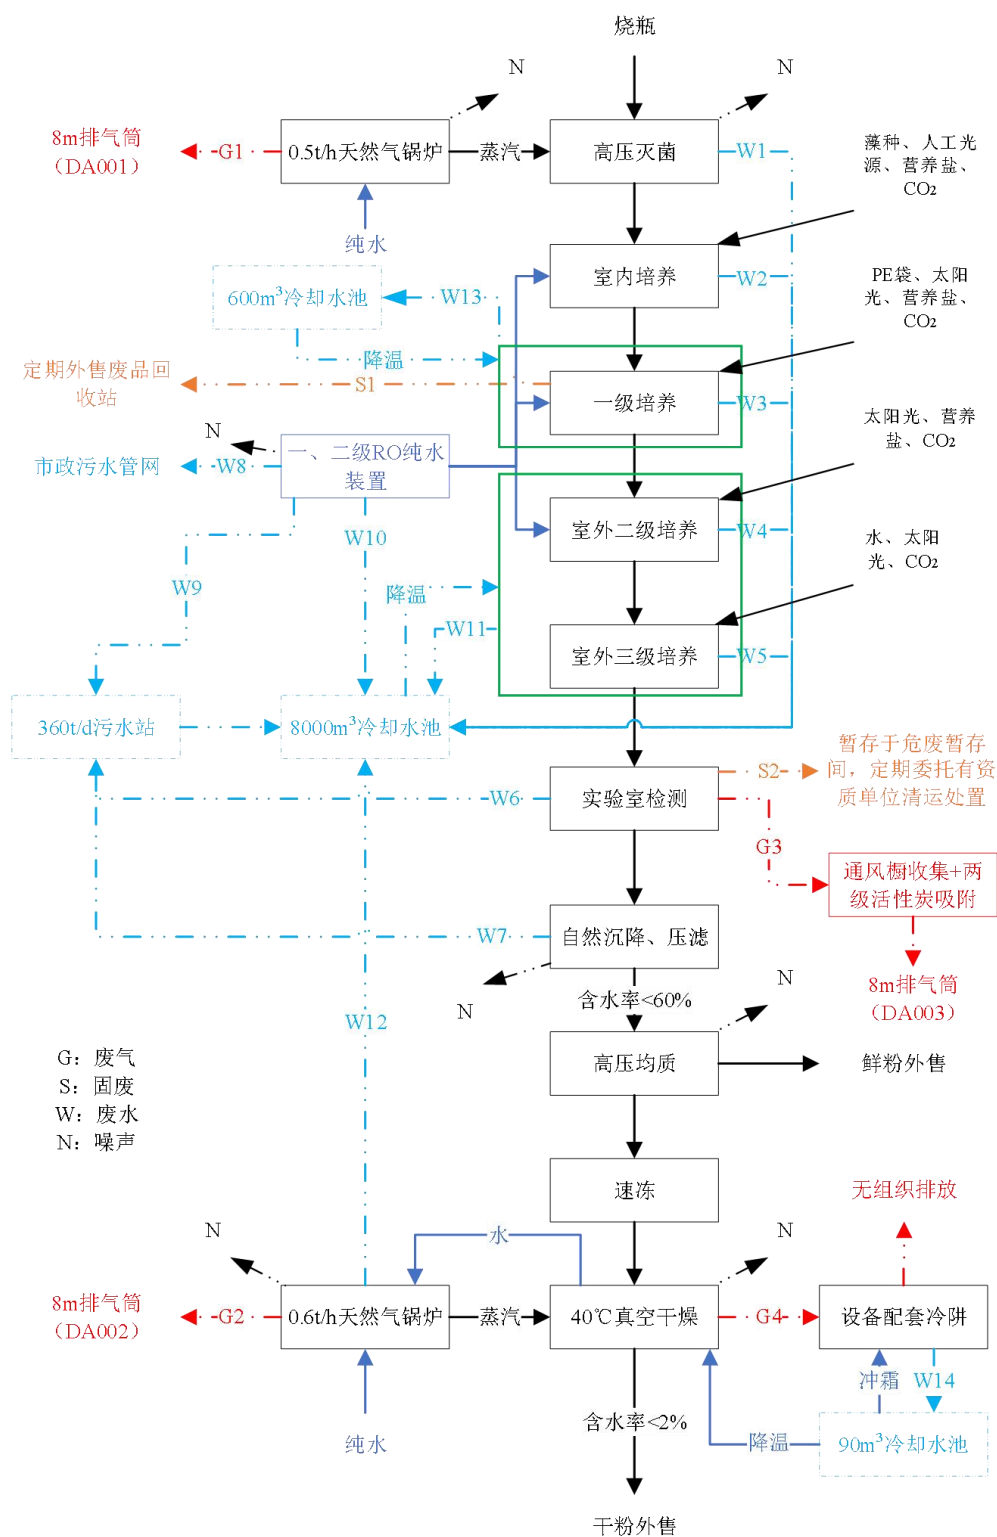 烧瓶
N
N
8m排气筒
（DA001）
G1
0.5t/h天然气锅炉
蒸汽
高压灭菌
W1
藻种、人工光
源、营养盐、
CO₂
纯水
室内培养
W2
600m³冷却水池
W13
PE袋、太阳
光、营养盐、
CO₂
降温
定期外售废品回
收站
S1
一级培养
W3
太阳光、营养
盐、CO₂
N
市政污水管网
W8
一、二级RO纯水
装置
W10
室外二级培养
W4
水、太阳
光、CO₂
W9
降温
W11
室外三级培养
W5
360t/d污水站
8000m³冷却水池
暂存于危废暂存
间，定期委托有资
质单位清运处置
S2
W6
实验室检测
G3
通风橱收集+两
级活性炭吸附
W7
自然沉降、压滤
N
含水率<60%
N
8m排气筒
（DA003）
W12
G：废气
S：固废
W：废水
N：噪声
高压均质
鲜粉外售
速冻
无组织排放
N
水
N
8m排气筒
（DA002）
G2
0.6t/h天然气锅炉
蒸汽
40℃真空干燥
G4
设备配套冷阱
冲霜
W14
纯水
含水率<2%
降温
90m³冷却水池
干粉外售